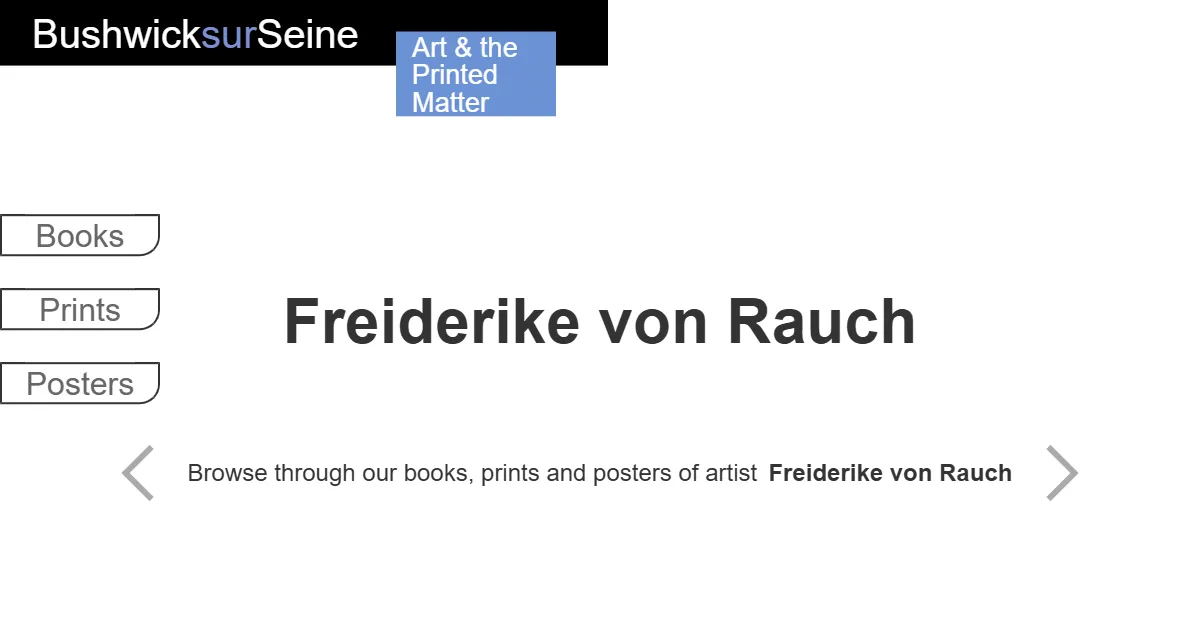 BushwicksurSeine
Art & the
Printed
Matter
Books
Prints
Posters
Freiderike von Rauch
Browse through our books, prints and posters of artist Freiderike von Rauch